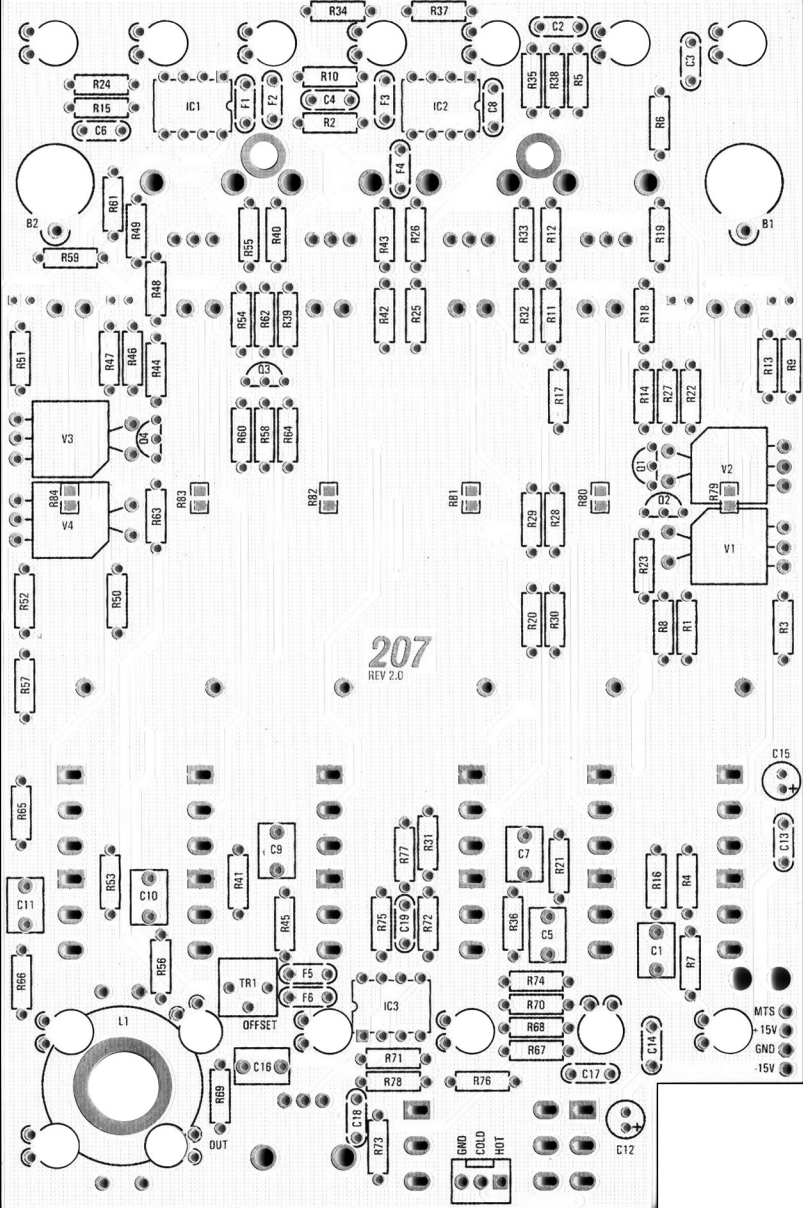 R34
R37
C2
R24
R10
R35
R38
R5
C3
R15
IC1
F1
F2
C4
F3
IC2
C8
R6
C6
R2
F4
R61
R49
B2
R55
R40
R43
R26
R33
R12
R19
B1
R59
R48
R54
R62
R39
R42
R25
R32
R11
R18
R51
R47
R46
R44
Q3
R17
R14
R27
R22
R13
R9
V3
Q4
R60
R58
R64
Q1
V2
R84
R83
R82
R81
R80
Q2
R79
V4
R63
R29
R28
V1
R23
R52
R50
R20
R30
R8
R1
R3
207
REV 2.0
R57
C15
+
R65
C9
R77
R31
C7
R21
C13
R53
C10
R41
R16
R4
C11
R45
R75
C19
R72
R36
C5
C1
R7
R56
R66
TR1
F5
F6
OFFSET
IC3
R74
R70
R68
R67
L1
MTS
+15V
GND
-15V
C14
C16
R71
R78
R76
C17
R69
OUT
C18
R73
GND
COLD
HOT
+
C12